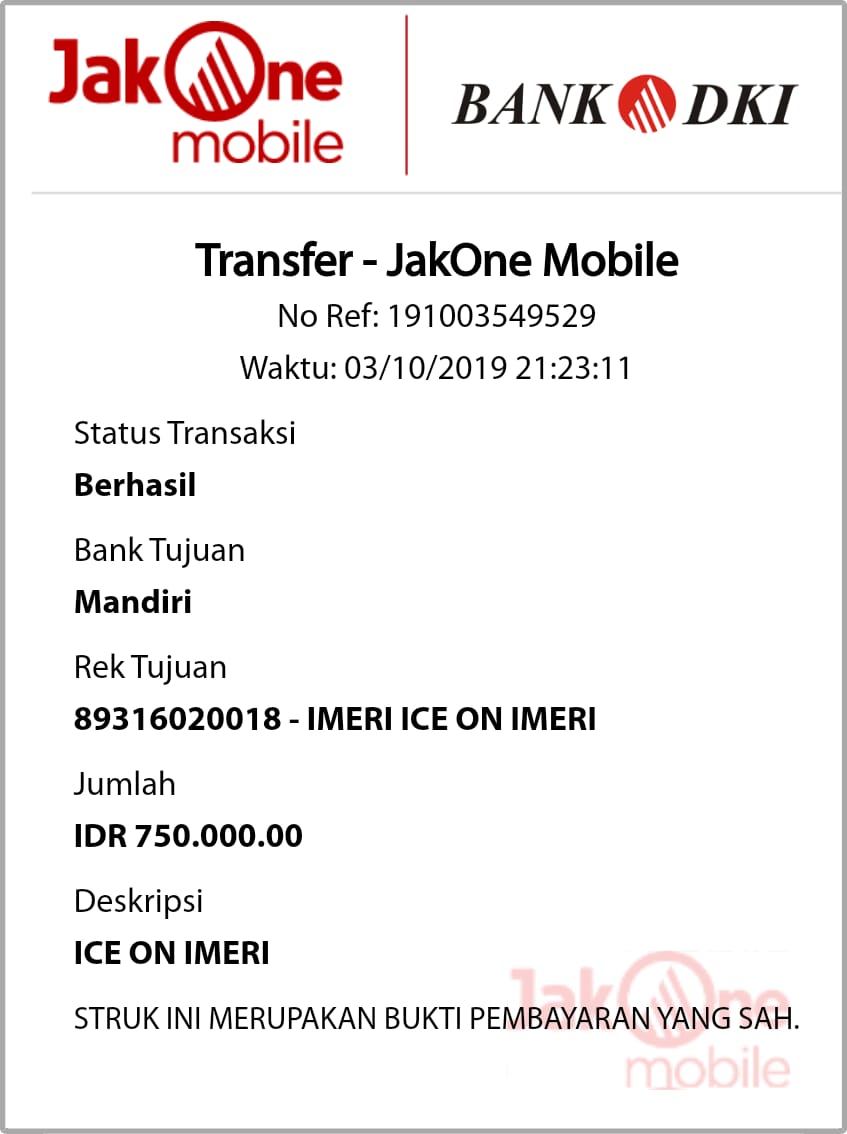 JakOne
mobile
BANK DKI
Transfer - JakOne Mobile
No Ref: 191003549529
Waktu: 03/10/2019 21:23:11
Status Transaksi
Berhasil
Bank Tujuan
Mandiri
Rek Tujuan
89316020018 - IMERI ICE ON IMERI
Jumlah
IDR 750.000.00
Deskripsi
ICE ON IMERI
STRUK INI MERUPAKAN BUKTI PEMBAYARAN YANG SAH.
JakOne
mobile